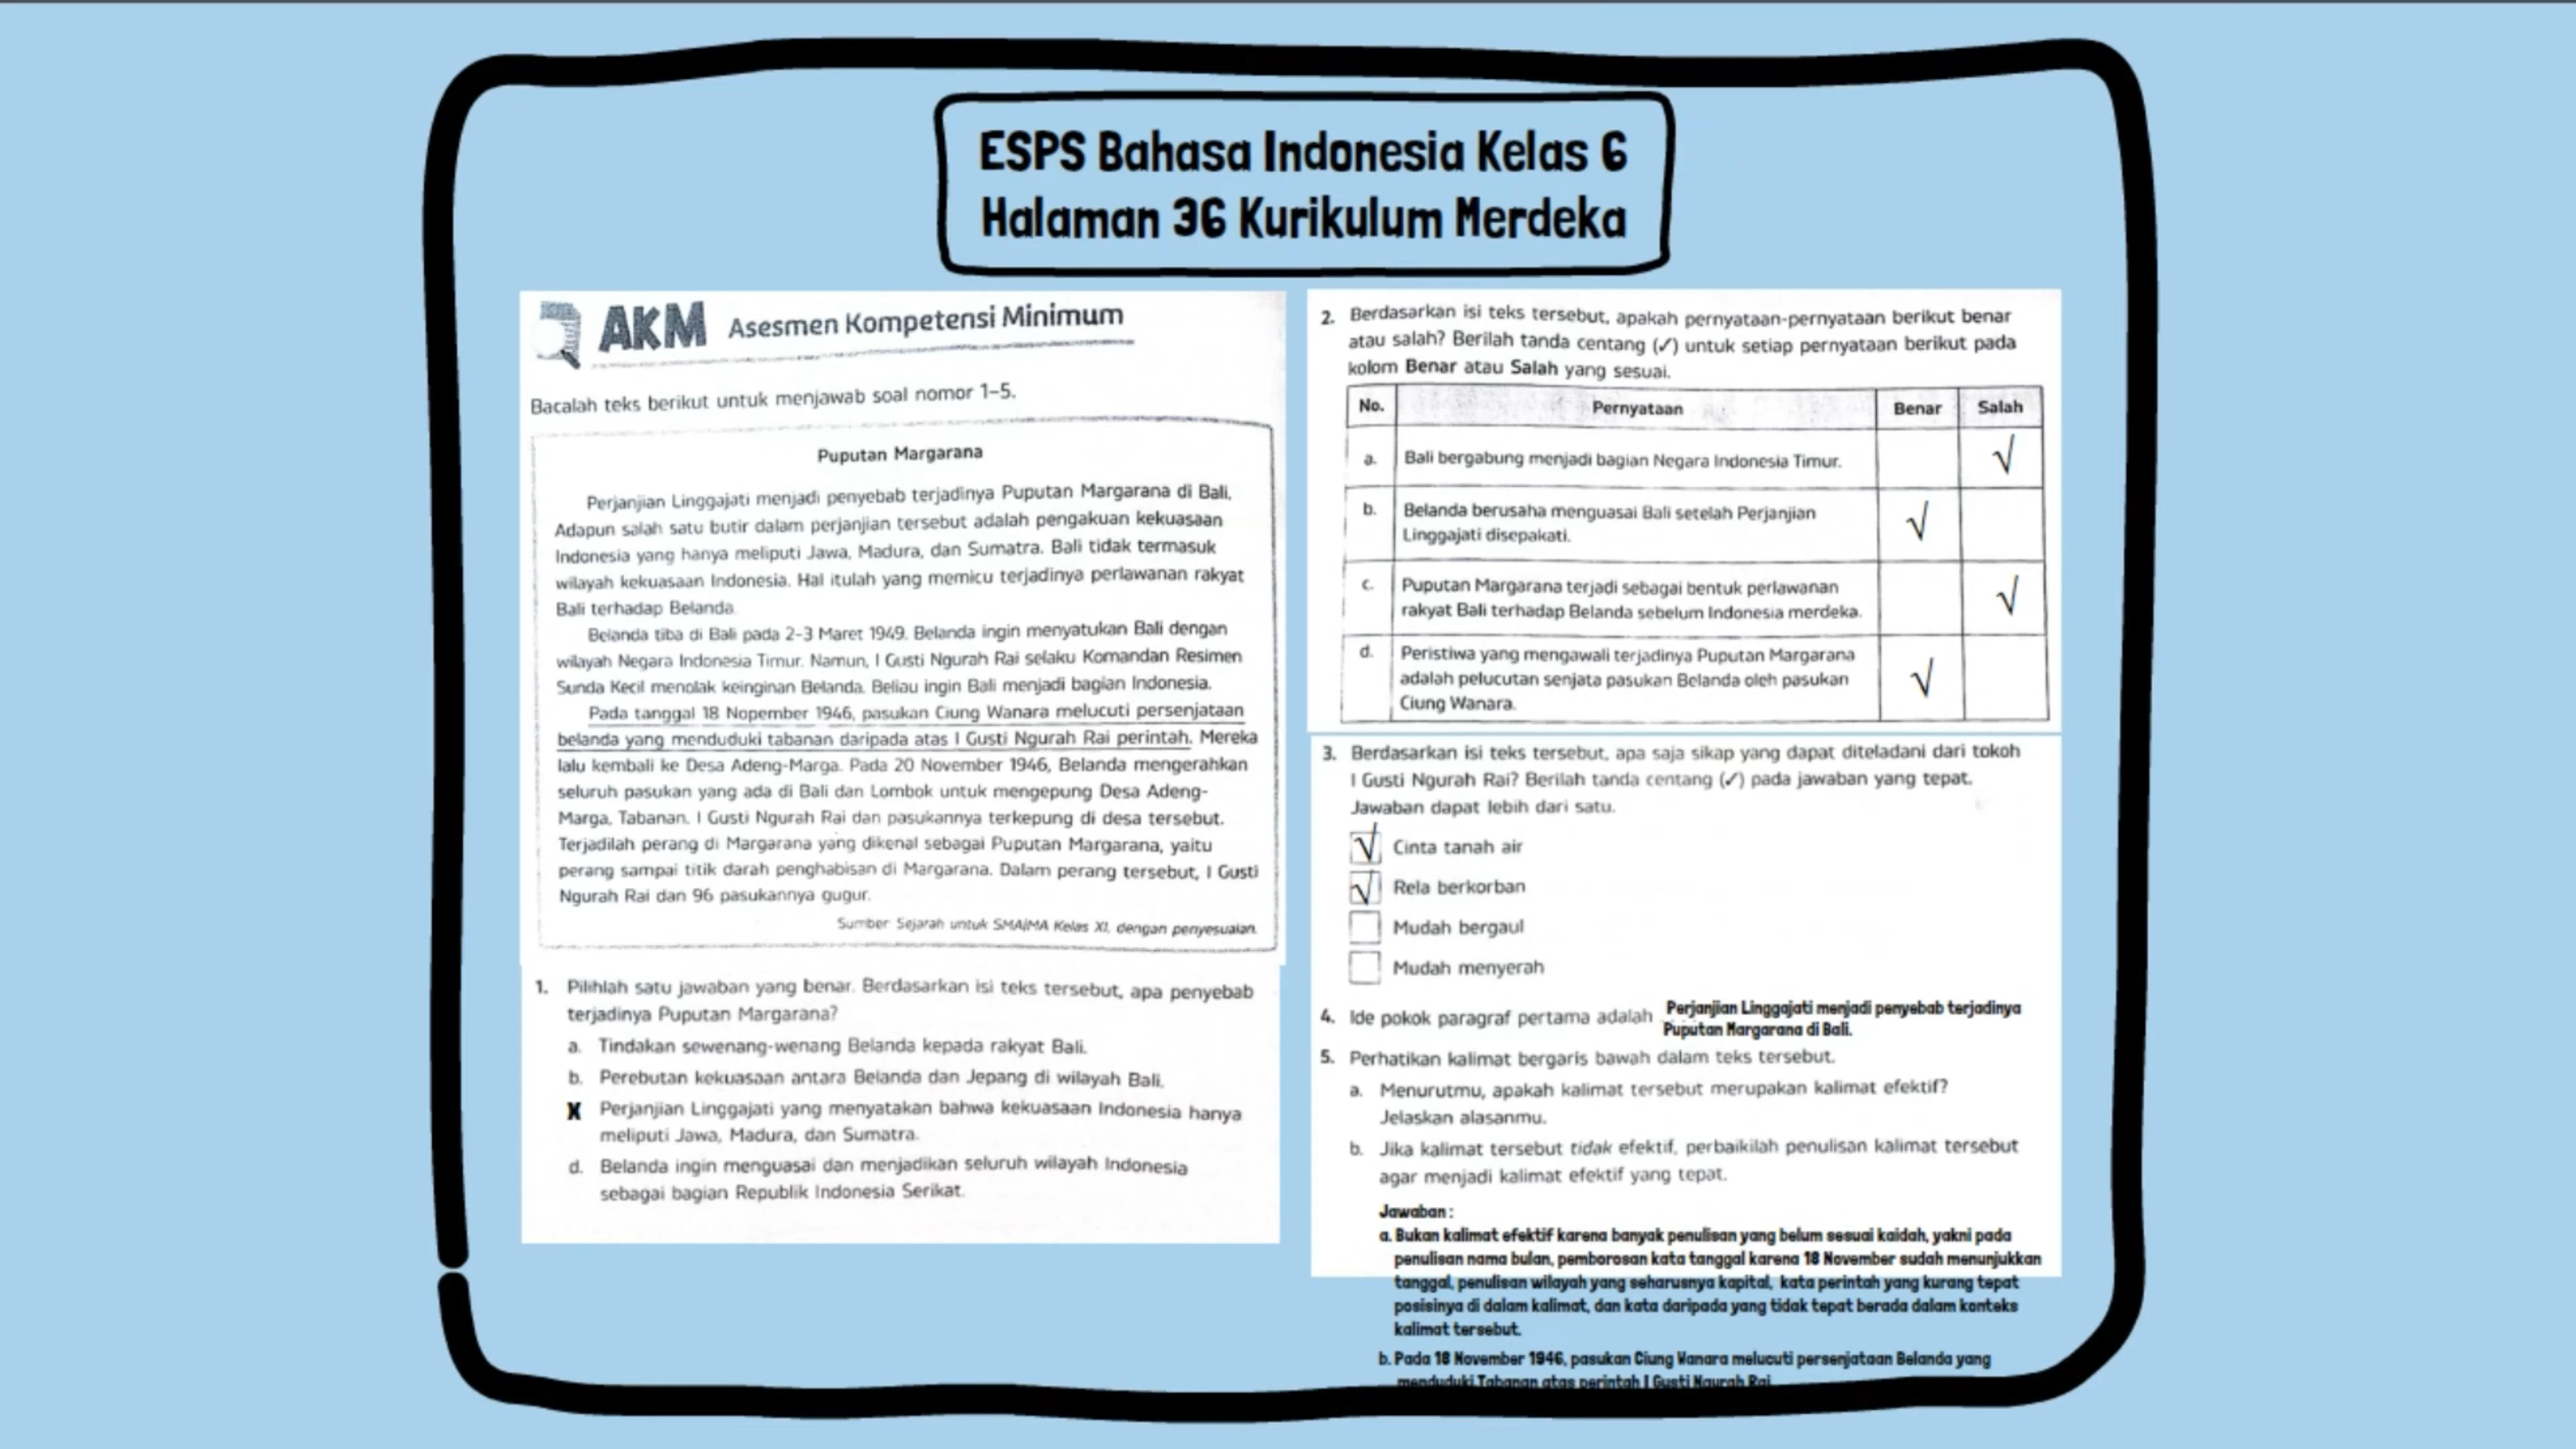 ESPS Bahasa Indonesia Kelas 6
Halaman 36 Kurikulum Merdeka
AKM Asesmen Kompetensi Minimum
Bacalah teks berikut untuk menjawab soal nomor 1–5.
Puputan Margarana
Perjanjian Linggajati menjadi penyebab terjadinya Puputan Margarana di Bali.
Adapun salah satu butir dalam perjanjian tersebut adalah pengakuan kekuasaan
Indonesia yang hanya meliputi Jawa, Madura, dan Sumatra. Bali tidak termasuk
wilayah kekuasaan Indonesia. Hal itulah yang memicu terjadinya perlawanan rakyat
Bali terhadap Belanda.
Belanda tiba di Bali pada 2–3 Maret 1949. Belanda ingin menyatukan Bali dengan
wilayah Negara Indonesia Timur. Namun, I Gusti Ngurah Rai selaku Komandan Resimen
Sunda Kecil menolak keinginan Belanda. Beliau ingin Bali menjadi bagian Indonesia.
Pada tanggal 18 Nopember 1946, pasukan Ciung Wanara melucuti persenjataan
belanda yang menduduki tabanan daripada atas I Gusti Ngurah Rai perintah. Mereka
lalu kembali ke Desa Adeng-Marga. Pada 20 November 1946, Belanda mengerahkan
seluruh pasukan yang ada di Bali dan Lombok untuk mengepung Desa Adeng-
Marga, Tabanan. I Gusti Ngurah Rai dan pasukannya terkepung di desa tersebut.
Terjadilah perang di Margarana yang dikenal sebagai Puputan Margarana, yaitu
perang sampai titik darah penghabisan di Margarana. Dalam perang tersebut, I Gusti
Ngurah Rai dan 96 pasukannya gugur.
Sumber: Sejarah untuk SMA/MA Kelas XI, dengan penyesuaian.
1. Pilihlah satu jawaban yang benar. Berdasarkan isi teks tersebut, apa penyebab
terjadinya Puputan Margarana?
a. Tindakan sewenang-wenang Belanda kepada rakyat Bali.
b. Perebutan kekuasaan antara Belanda dan Jepang di wilayah Bali.
X Perjanjian Linggajati yang menyatakan bahwa kekuasaan Indonesia hanya
meliputi Jawa, Madura, dan Sumatra.
d. Belanda ingin menguasai dan menjadikan seluruh wilayah Indonesia
sebagai bagian Republik Indonesia Serikat.
2. Berdasarkan isi teks tersebut, apakah pernyataan-pernyataan berikut benar
atau salah? Berilah tanda centang (✓) untuk setiap pernyataan berikut pada
kolom Benar atau Salah yang sesuai.
No. Pernyataan Benar Salah
a. Bali bergabung menjadi bagian Negara Indonesia Timur. √
b. Belanda berusaha menguasai Bali setelah Perjanjian
Linggajati disepakati. √
c. Puputan Margarana terjadi sebagai bentuk perlawanan
rakyat Bali terhadap Belanda sebelum Indonesia merdeka. √
d. Peristiwa yang mengawali terjadinya Puputan Margarana
adalah pelucutan senjata pasukan Belanda oleh pasukan √
Ciung Wanara.
3. Berdasarkan isi teks tersebut, apa saja sikap yang dapat diteladani dari tokoh
I Gusti Ngurah Rai? Berilah tanda centang (✓) pada jawaban yang tepat.
Jawaban dapat lebih dari satu.
√ Cinta tanah air
√ Rela berkorban
Mudah bergaul
Mudah menyerah
4. Ide pokok paragraf pertama adalah Perjanjian Linggajati menjadi penyebab terjadinya
Puputan Margarana di Bali.
5. Perhatikan kalimat bergaris bawah dalam teks tersebut.
a. Menurutmu, apakah kalimat tersebut merupakan kalimat efektif?
Jelaskan alasanmu.
b. Jika kalimat tersebut tidak efektif, perbaikilah penulisan kalimat tersebut
agar menjadi kalimat efektif yang tepat.
Jawaban :
a. Bukan kalimat efektif karena banyak penulisan yang belum sesuai kaidah, yakni pada
penulisan nama bulan, pemborosan kata tanggal karena 18 November sudah menunjukkan
tanggal, penulisan wilayah yang seharusnya kapital, kata perintah yang kurang tepat
posisinya di dalam kalimat, dan kata daripada yang tidak tepat berada dalam konteks
kalimat tersebut.
b. Pada 18 November 1946, pasukan Ciung Wanara melucuti persenjataan Belanda yang
menduduki Tabanan atas perintah I Gusti Ngurah Rai